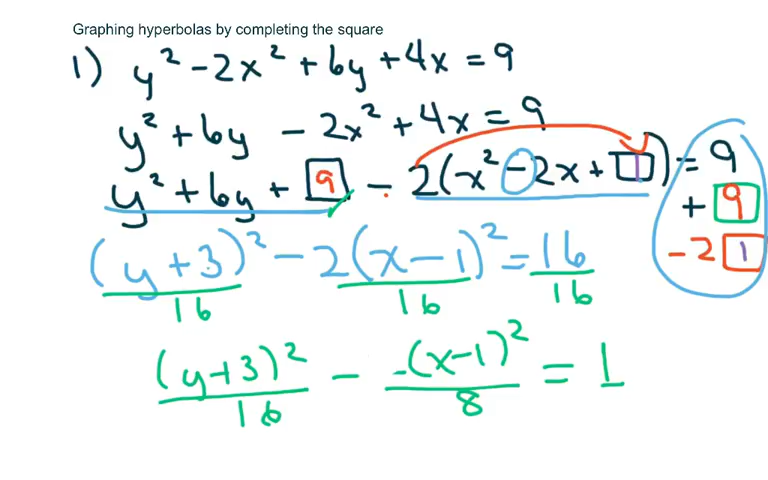 Graphing hyperbolas by completing the square
1) y² - 2x² + 6y + 4x = 9
y² + 6y - 2x² + 4x = 9
y² + 6y + 9 - 2(x² - 2x + 1) = 9
+ 9
- 2 1
(y+3)² - 2(x-1)² = 16
16 16 16
(y+3)² - -(x-1)² = 1
16 8